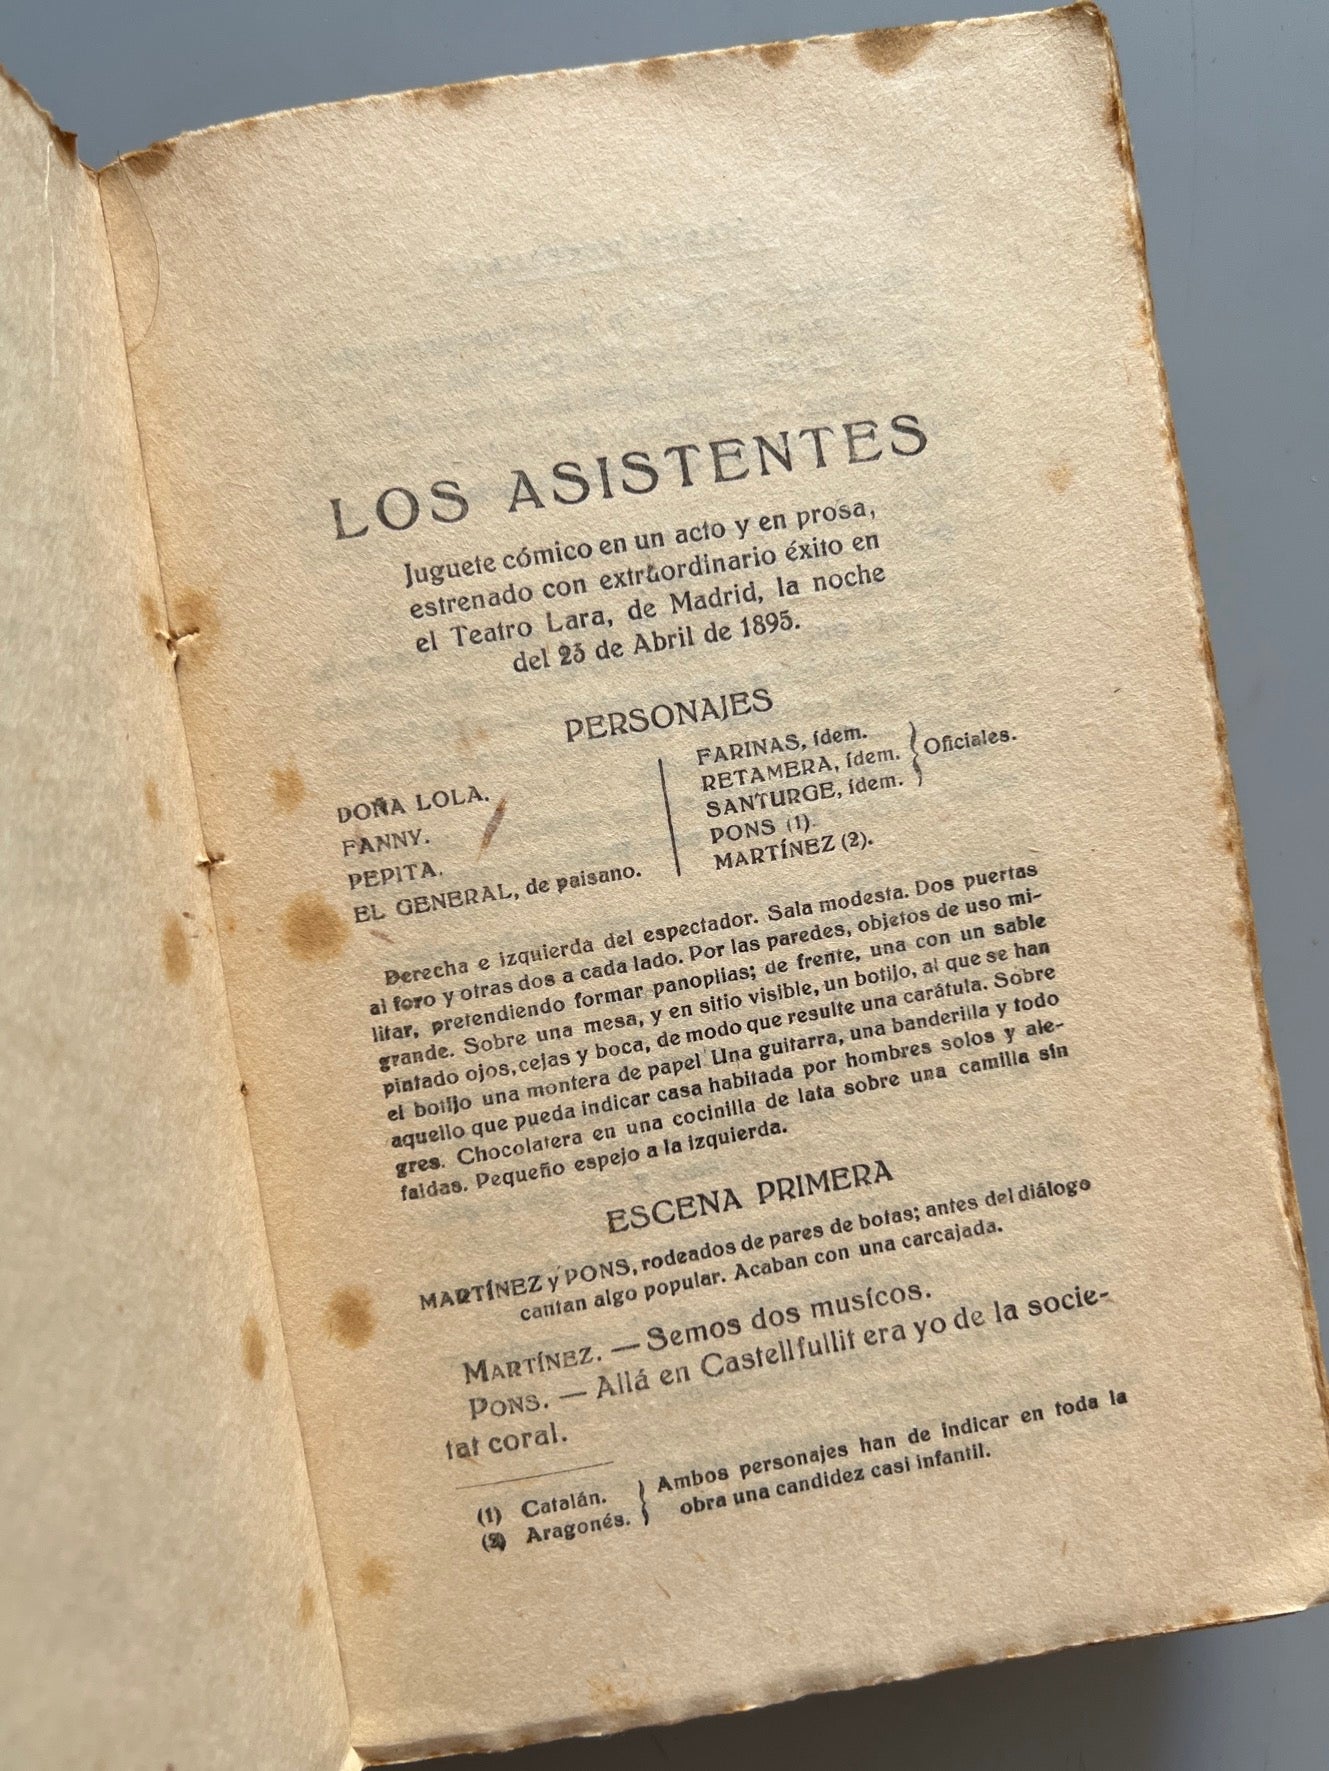 LOS ASISTENTES
Juguete cómico en un acto y en prosa,
estrenado con extraordinario éxito en
el Teatro Lara, de Madrid, la noche
del 23 de Abril de 1895.
PERSONAJES
DOÑA LOLA.
FANNY.
PEPITA.
EL GENERAL, de paisano.
FARINAS, ídem.
RETAMERA, ídem.
SANTURGE, ídem.
Oficiales.
PONS (1).
MARTÍNEZ (2).
Derecha e izquierda del espectador. Sala modesta. Dos puertas
al foro y otras dos a cada lado. Por las paredes, objetos de uso mi-
litar, pretendiendo formar panoplias; de frente, una con un sable
grande. Sobre una mesa, y en sitio visible, un botijo, al que se han
pintado ojos, cejas y boca, de modo que resulte una carátula. Sobre
el botijo una montera de papel Una guitarra, una banderilla y todo
aquello que pueda indicar casa habitada por hombres solos y ale-
gres. Chocolatera en una cocinilla de lata sobre una camilla sin
faldas. Pequeño espejo a la izquierda.
ESCENA PRIMERA
MARTÍNEZ y PONS, rodeados de pares de botas; antes del diálogo
cantan algo popular. Acaban con una carcajada.
MARTÍNEZ. — Semos dos musícos.
PONS. — Allá en Castellfullit era yo de la socie-
tat coral.
(1) Catalán.
(2) Aragonés.
Ambos personajes han de indicar en toda la
obra una candidez casi infantil.